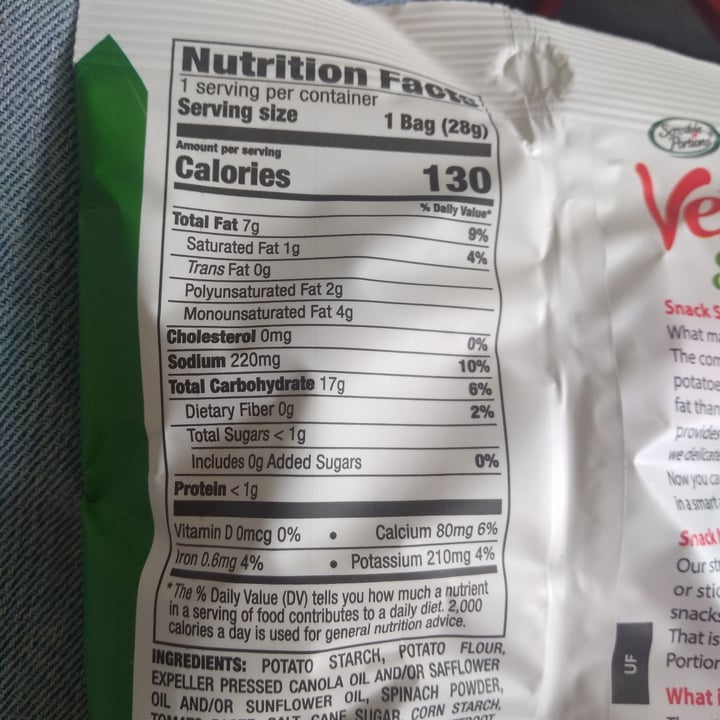 Nutrition Facts
1 serving per container
Serving size 1 Bag (28g)
Amount per serving
Calories 130
% Daily Value*
Total Fat 7g 9%
Saturated Fat 1g 4%
Trans Fat 0g
Polyunsaturated Fat 2g
Monounsaturated Fat 4g
Cholesterol 0mg 0%
Sodium 220mg 10%
Total Carbohydrate 17g 6%
Dietary Fiber 0g 2%
Total Sugars < 1g
Includes 0g Added Sugars 0%
Protein < 1g
Vitamin D 0mcg 0% • Calcium 80mg 6%
Iron 0.6mg 4% • Potassium 210mg 4%
* The % Daily Value (DV) tells you how much a nutrient
in a serving of food contributes to a daily diet. 2,000
calories a day is used for general nutrition advice.
INGREDIENTS: POTATO STARCH, POTATO FLOUR,
EXPELLER PRESSED CANOLA OIL AND/OR SAFFLOWER
OIL AND/OR SUNFLOWER OIL, SPINACH POWDER,
SALT, CANE SUGAR, CORN STARCH,
Sensible
Portions
Ve
Snack S
What ma
The com
potatoe
fat than
provides
we delicate
Now you ca
in a smart
Snack
Our st
or stic
snacks
That is
Portion
What i
UF